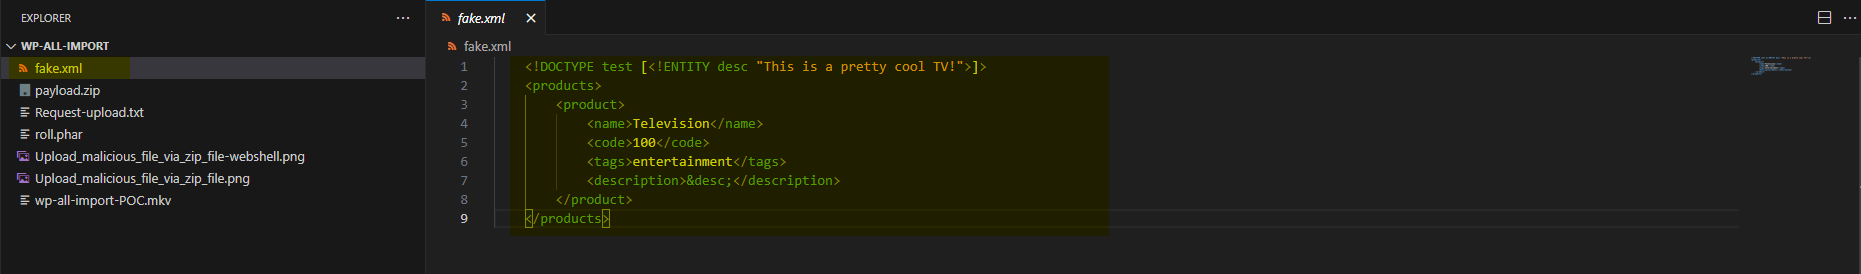 EXPLORER
WP-ALL-IMPORT
fake.xml
payload.zip
Request-upload.txt
roll.phar
Upload_malicious_file_via_zip_file-webshell.png
Upload_malicious_file_via_zip_file.png
wp-all-import-POC.mkv
fake.xml
fake.xml
1 <!DOCTYPE test [<!ENTITY desc "This is a pretty cool TV!">]>
2 <products>
3     <product>
4         <name>Television</name>
5         <code>100</code>
6         <tags>entertainment</tags>
7         <description>&desc;</description>
8     </product>
9 </products>